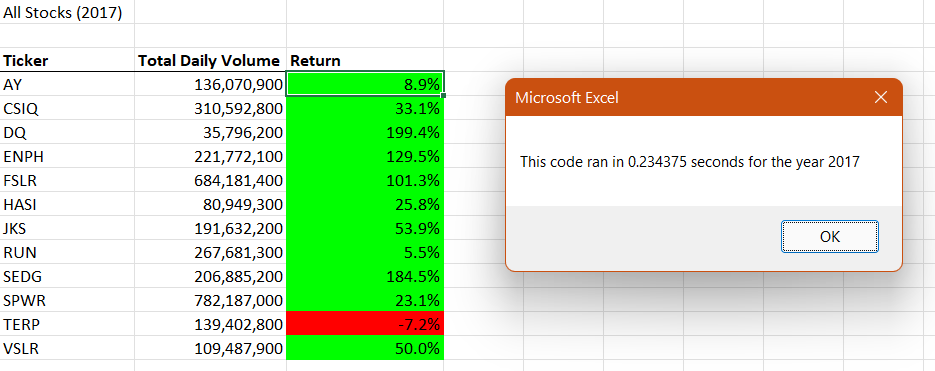 All Stocks (2017)
Ticker Total Daily Volume Return
AY 136,070,900 8.9%
CSIQ 310,592,800 33.1%
DQ 35,796,200 199.4%
ENPH 221,772,100 129.5%
FSLR 684,181,400 101.3%
HASI 80,949,300 25.8%
JKS 191,632,200 53.9%
RUN 267,681,300 5.5%
SEDG 206,885,200 184.5%
SPWR 782,187,000 23.1%
TERP 139,402,800 -7.2%
VSLR 109,487,900 50.0%
Microsoft Excel
This code ran in 0.234375 seconds for the year 2017
OK